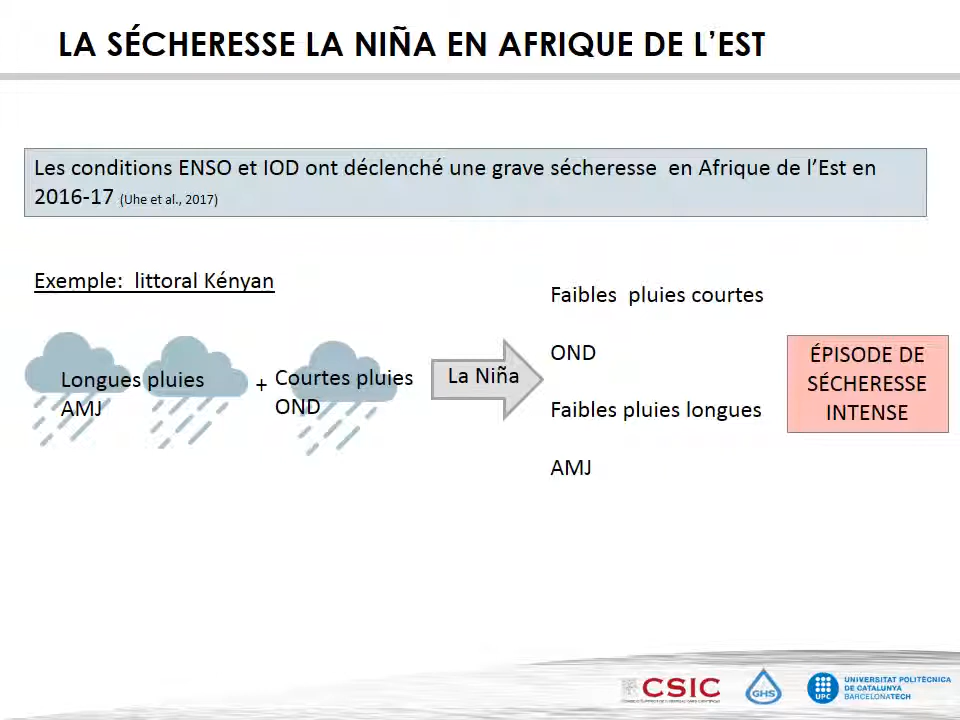 LA SÉCHERESSE LA NIÑA EN AFRIQUE DE L'EST
Les conditions ENSO et IOD ont déclenché une grave sécheresse en Afrique de l'Est en
2016-17 (Uhe et al., 2017)
Exemple: littoral Kényan
Longues pluies
AMJ
+
Courtes pluies
OND
La Niña
Faibles pluies courtes
OND
Faibles pluies longues
AMJ
ÉPISODE DE
SÉCHERESSE
INTENSE
CSIC
GHS
UPC
UNIVERSITAT POLITÈCNICA
DE CATALUNYA
BARCELONATECH